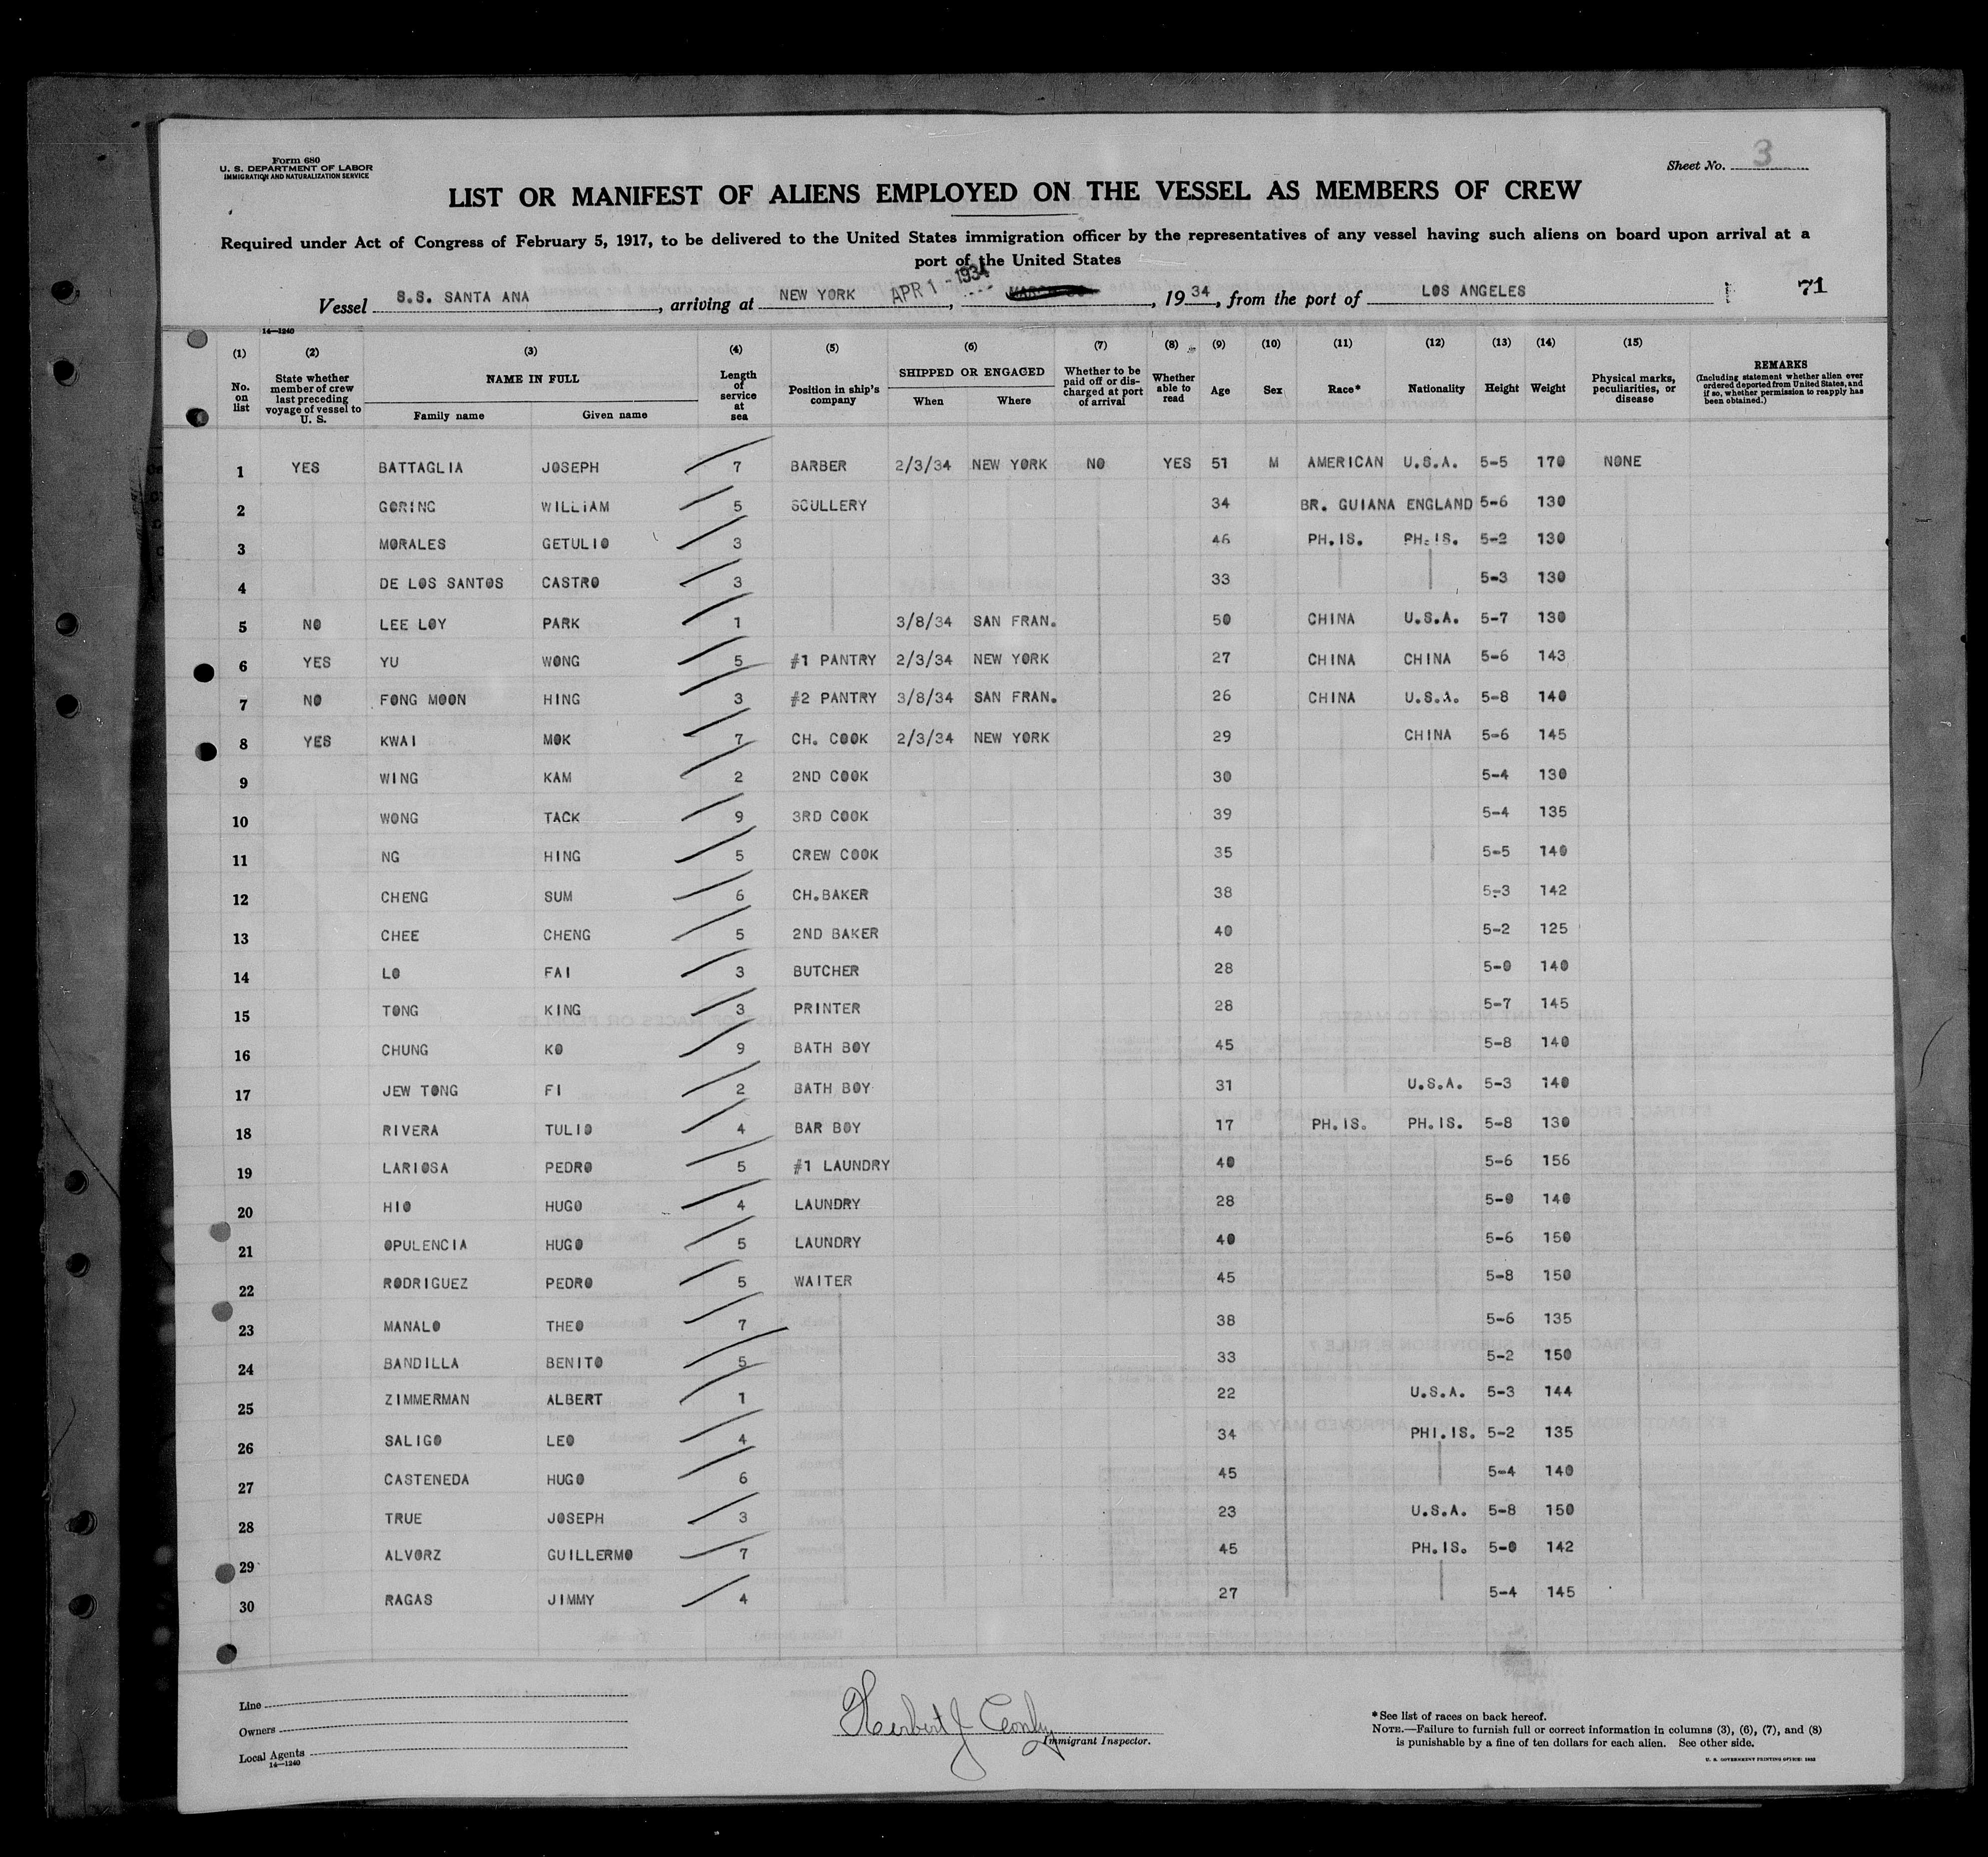 Form 680
U. S. DEPARTMENT OF LABOR
IMMIGRATION AND NATURALIZATION SERVICE
Sheet No. 3
LIST OR MANIFEST OF ALIENS EMPLOYED ON THE VESSEL AS MEMBERS OF CREW
Required under Act of Congress of February 5, 1917, to be delivered to the United States immigration officer by the representatives of any vessel having such aliens on board upon arrival at a
port of the United States
Vessel S.S. SANTA ANA, arriving at NEW YORK, APR 1 - 1934, 1934, from the port of LOS ANGELES 71
14—1240
(1) (2) (3) (4) (5) (6) (7) (8) (9) (10) (11) (12) (13) (14) (15)
No. on list State whether member of crew last preceding voyage of vessel to U. S. NAME IN FULL Family name Given name Length of service at sea Position in ship's company SHIPPED OR ENGAGED When Where Whether to be paid off or discharged at port of arrival Whether able to read Age Sex Race* Nationality Height Weight Physical marks, peculiarities, or disease REMARKS (Including statement whether alien ever ordered deported from United States, and if so, whether permission to reapply has been obtained.)
1 YES BATTAGLIA JOSEPH 7 BARBER 2/3/34 NEW YORK NO YES 51 M AMERICAN U.S.A. 5-5 170 NONE
2 GORING WILLIAM 5 SCULLERY 34 BR. GUIANA ENGLAND 5-6 130
3 MORALES GETULIO 3 46 PH.IS. PH.IS. 5-2 130
4 DE LOS SANTOS CASTRO 3 33 5-3 130
5 NO LEE LOY PARK 1 3/8/34 SAN FRAN. 50 CHINA U.S.A. 5-7 130
6 YES YU WONG 5 #1 PANTRY 2/3/34 NEW YORK 27 CHINA CHINA 5-6 143
7 NO FONG MOON HING 3 #2 PANTRY 3/8/34 SAN FRAN. 26 CHINA U.S.A. 5-8 140
8 YES KWAI MOK 7 CH. COOK 2/3/34 NEW YORK 29 CHINA 5-6 145
9 WING KAM 2 2ND COOK 30 5-4 130
10 WONG TACK 9 3RD COOK 39 5-4 135
11 NG HING 5 CREW COOK 35 5-5 140
12 CHENG SUM 6 CH.BAKER 38 5-3 142
13 CHEE CHENG 5 2ND BAKER 40 5-2 125
14 LO FAI 3 BUTCHER 28 5-0 140
15 TONG KING 3 PRINTER 28 5-7 145
16 CHUNG KO 9 BATH BOY 45 5-8 140
17 JEW TONG FI 2 BATH BOY 31 U.S.A. 5-3 140
18 RIVERA TULIO 4 BAR BOY 17 PH.IS. PH.IS. 5-8 130
19 LARIOSA PEDRO 5 #1 LAUNDRY 40 5-6 156
20 HIO HUGO 4 LAUNDRY 28 5-0 140
21 OPULENCIA HUGO 5 LAUNDRY 40 5-6 150
22 RODRIGUEZ PEDRO 5 WAITER 45 5-8 150
23 MANALO THEO 7 38 5-6 135
24 BANDILLA BENITO 5 33 5-2 150
25 ZIMMERMAN ALBERT 1 22 U.S.A. 5-3 144
26 SALIGO LEO 4 34 PHI.IS. 5-2 135
27 CASTENEDA HUGO 6 45 5-4 140
28 TRUE JOSEPH 3 23 U.S.A. 5-8 150
29 ALVORZ GUILLERMO 7 45 PH.IS. 5-0 142
30 RAGAS JIMMY 4 27 5-4 145
Line
Owners
Local Agents
14—1240
Herbert J
Immigrant Inspector.
*See list of races on back hereof.
NOTE.—Failure to furnish full or correct information in columns (3), (6), (7), and (8)
is punishable by a fine of ten dollars for each alien. See other side.
U. S. GOVERNMENT PRINTING OFFICE: 1932